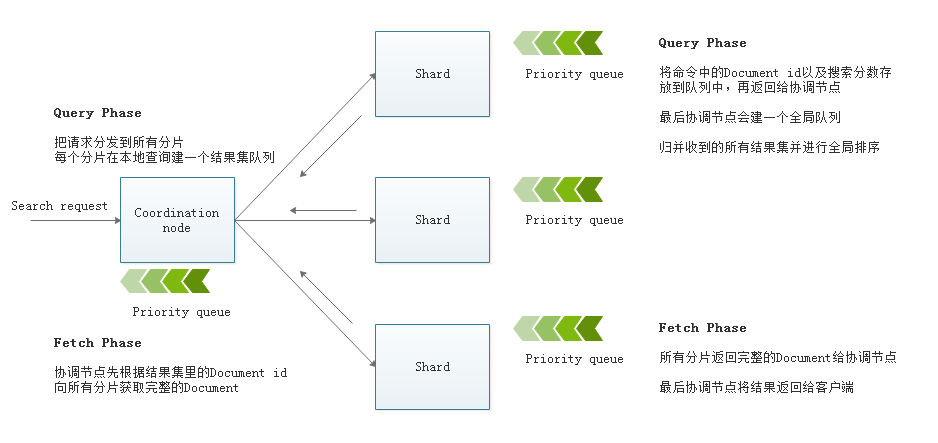 Query Phase
把请求分发到所有分片
每个分片在本地查询建一个结果集队列
Search request
Coordination
node
Priority queue
Fetch Phase
协调节点先根据结果集里的Document id
向所有分片获取完整的Document
Shard
Priority queue
Shard
Priority queue
Shard
Priority queue
Query Phase
将命令中的Document id以及搜索分数存
放到队列中，再返回给协调节点
最后协调节点会建一个全局队列
归并收到的所有结果集并进行全局排序
Fetch Phase
所有分片返回完整的Document给协调节点
最后协调节点将结果返回给客户端